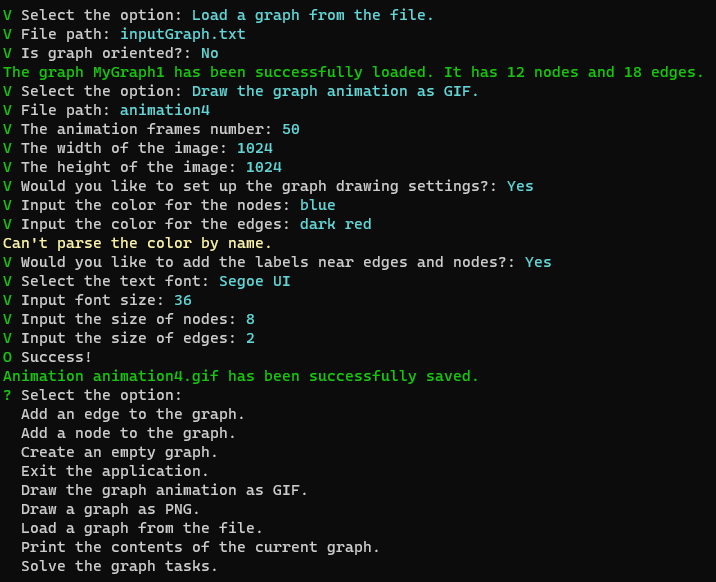 V Select the option: Load a graph from the file.
V File path: inputGraph.txt
V Is graph oriented?: No
The graph MyGraph1 has been successfully loaded. It has 12 nodes and 18 edges.
V Select the option: Draw the graph animation as GIF.
V File path: animation4
V The animation frames number: 50
V The width of the image: 1024
V The height of the image: 1024
V Would you like to set up the graph drawing settings?: Yes
V Input the color for the nodes: blue
V Input the color for the edges: dark red
Can't parse the color by name.
V Would you like to add the labels near edges and nodes?: Yes
V Select the text font: Segoe UI
V Input font size: 36
V Input the size of nodes: 8
V Input the size of edges: 2
O Success!
Animation animation4.gif has been successfully saved.
? Select the option:
Add an edge to the graph.
Add a node to the graph.
Create an empty graph.
Exit the application.
Draw the graph animation as GIF.
Draw a graph as PNG.
Load a graph from the file.
Print the contents of the current graph.
Solve the graph tasks.